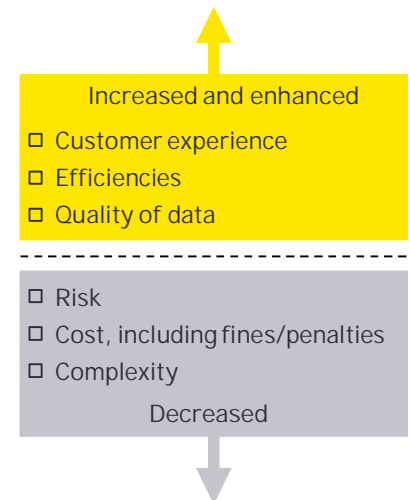 Increased and enhanced
Customer experience
Efficiencies
Quality of data
Risk
Cost, including fines/penalties
Complexity
Decreased